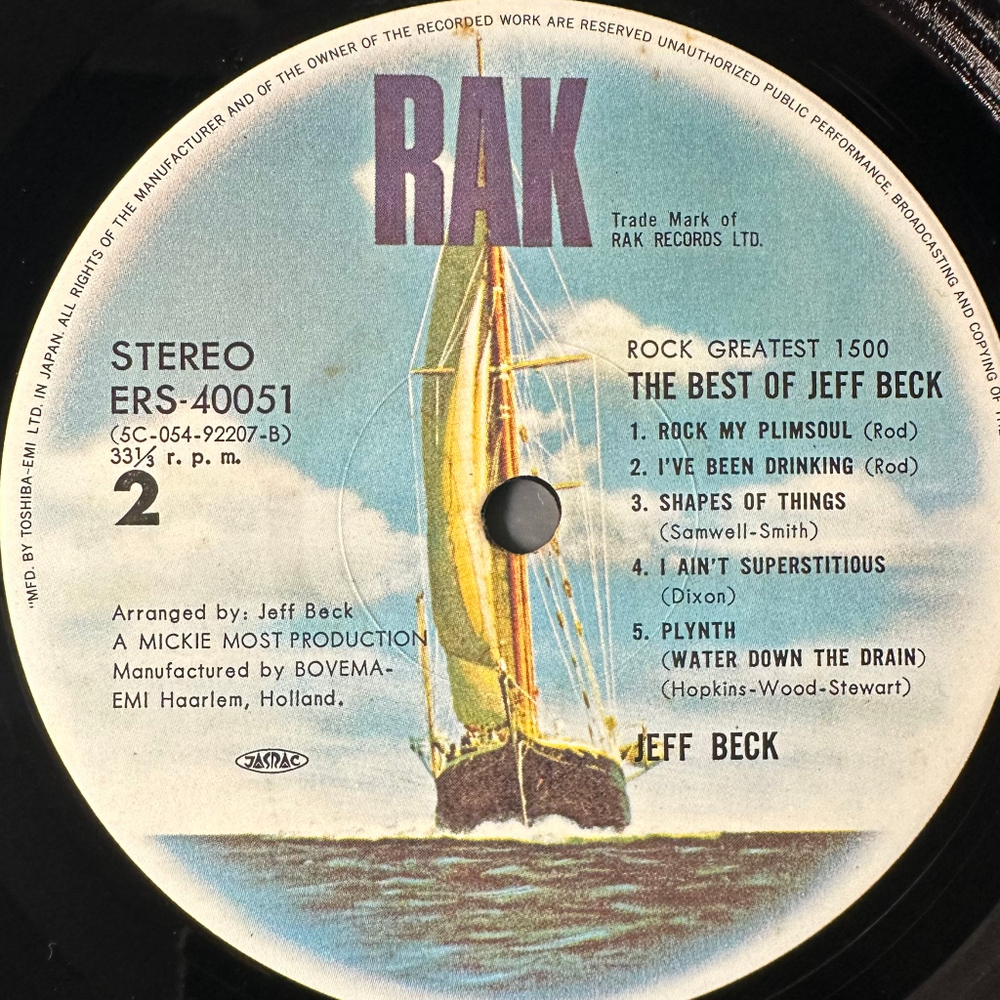 "MFD. BY TOSHIBA-EMI LTD. IN JAPAN. ALL RIGHTS OF THE MANUFACTURER AND OF THE OWNER OF THE RECORDED WORK ARE RESERVED UNAUTHORIZED PUBLIC PERFORMANCE, BROADCASTING AND COPYING OF
RAK
Trade Mark of
RAK RECORDS LTD.
STEREO
ERS-40051
(5C-054-92207-B)
33⅓ r. p. m.
2
Arranged by: Jeff Beck
A MICKIE MOST PRODUCTION
Manufactured by BOVEMA-
EMI Haarlem, Holland.
JASRAC
ROCK GREATEST 1500
THE BEST OF JEFF BECK
1. ROCK MY PLIMSOUL (Rod)
2. I'VE BEEN DRINKING (Rod)
3. SHAPES OF THINGS
(Samwell-Smith)
4. I AIN'T SUPERSTITIOUS
(Dixon)
5. PLYNTH
(WATER DOWN THE DRAIN)
(Hopkins-Wood-Stewart)
JEFF BECK